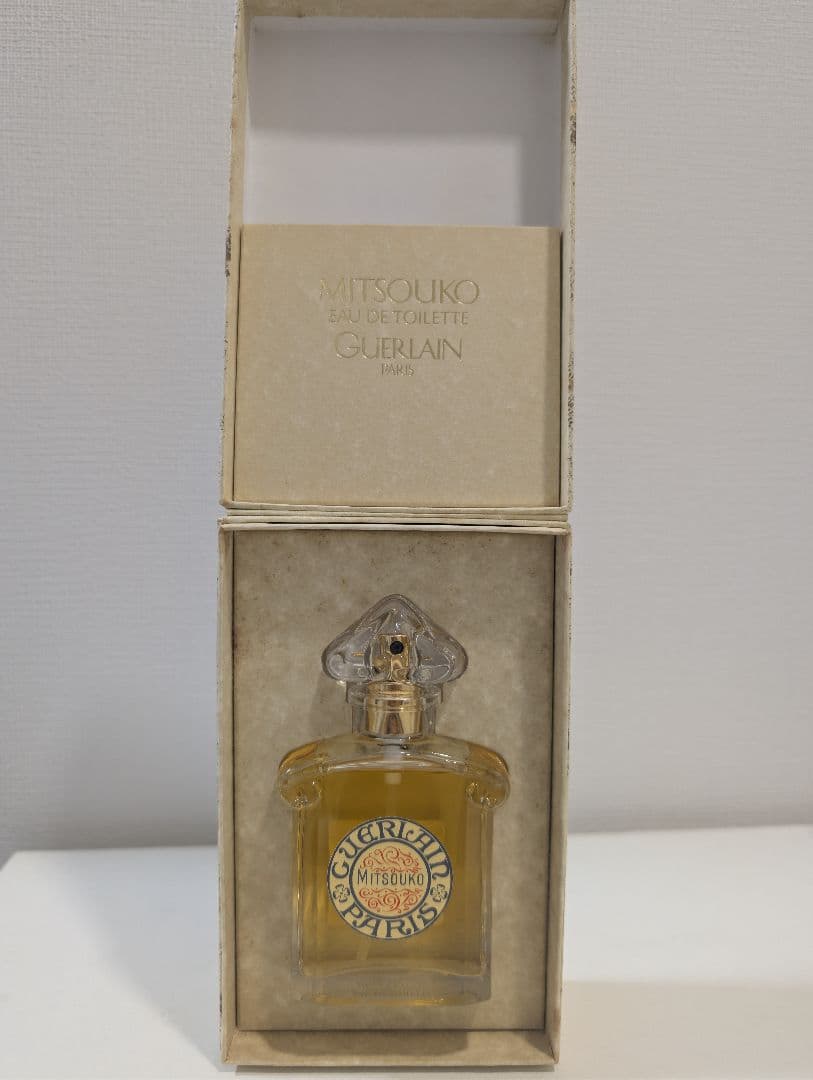 MITSOUKO
EAU DE TOILETTE
GUERLAIN
PARIS
GUERLAIN
MITSOUKO
PARIS